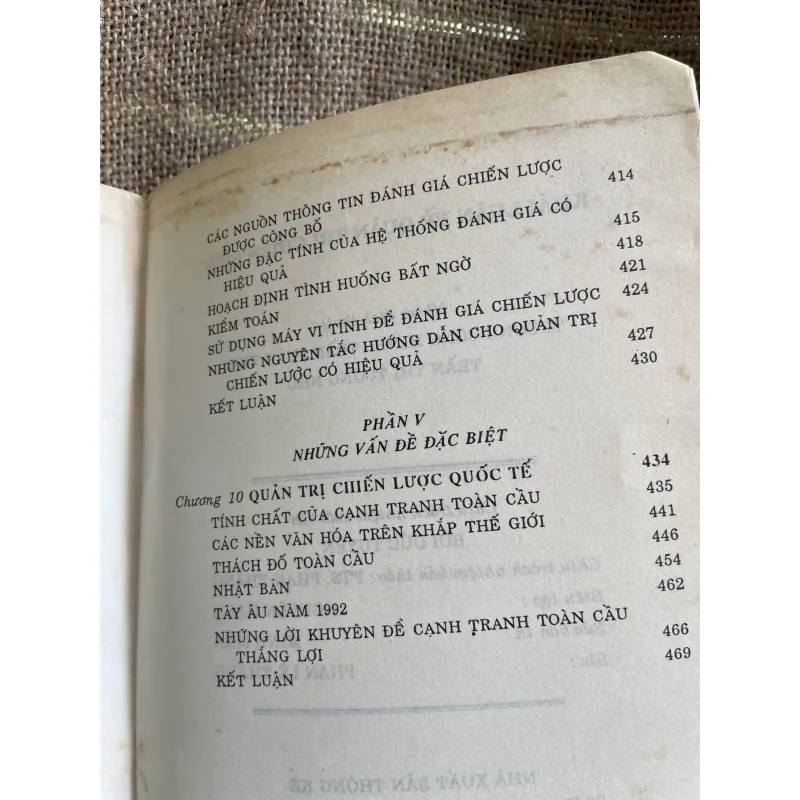 CÁC NGUỒN THÔNG TIN ĐÁNH GIÁ CHIẾN LƯỢC
ĐƯỢC CÔNG BỐ 414
NHỮNG ĐẶC TÍNH CỦA HỆ THỐNG ĐÁNH GIÁ CÓ
HIỆU QUẢ 415
HOẠCH ĐỊNH TÌNH HUỐNG BẤT NGỜ 418
KIỂM TOÁN 421
SỬ DỤNG MÁY VI TÍNH ĐỂ ĐÁNH GIÁ CHIẾN LƯỢC 424
NHỮNG NGUYÊN TẮC HƯỚNG DẪN CHO QUẢN TRỊ
CHIẾN LƯỢC CÓ HIỆU QUẢ 427
KẾT LUẬN 430
PHẦN V
NHỮNG VẤN ĐỀ ĐẶC BIỆT
Chương 10 QUẢN TRỊ CHIẾN LƯỢC QUỐC TẾ 434
TÍNH CHẤT CỦA CẠNH TRANH TOÀN CẦU 435
CÁC NỀN VĂN HÓA TRÊN KHẮP THẾ GIỚI 441
THÁCH ĐỐ TOÀN CẦU 446
NHẬT BẢN 454
TÂY ÂU NĂM 1992 462
NHỮNG LỜI KHUYÊN ĐỂ CẠNH TRANH TOÀN CẦU
THẮNG LỢI 466
KẾT LUẬN 469